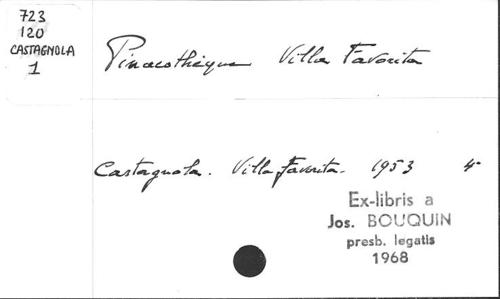 723
120
CASTAGNOLA
1
Pinacothèque Villa Favorita
Castagnola. Villa Favorita. 1953 4°
Ex-libris a
Jos. BOUQUIN
presb. legatis
1968